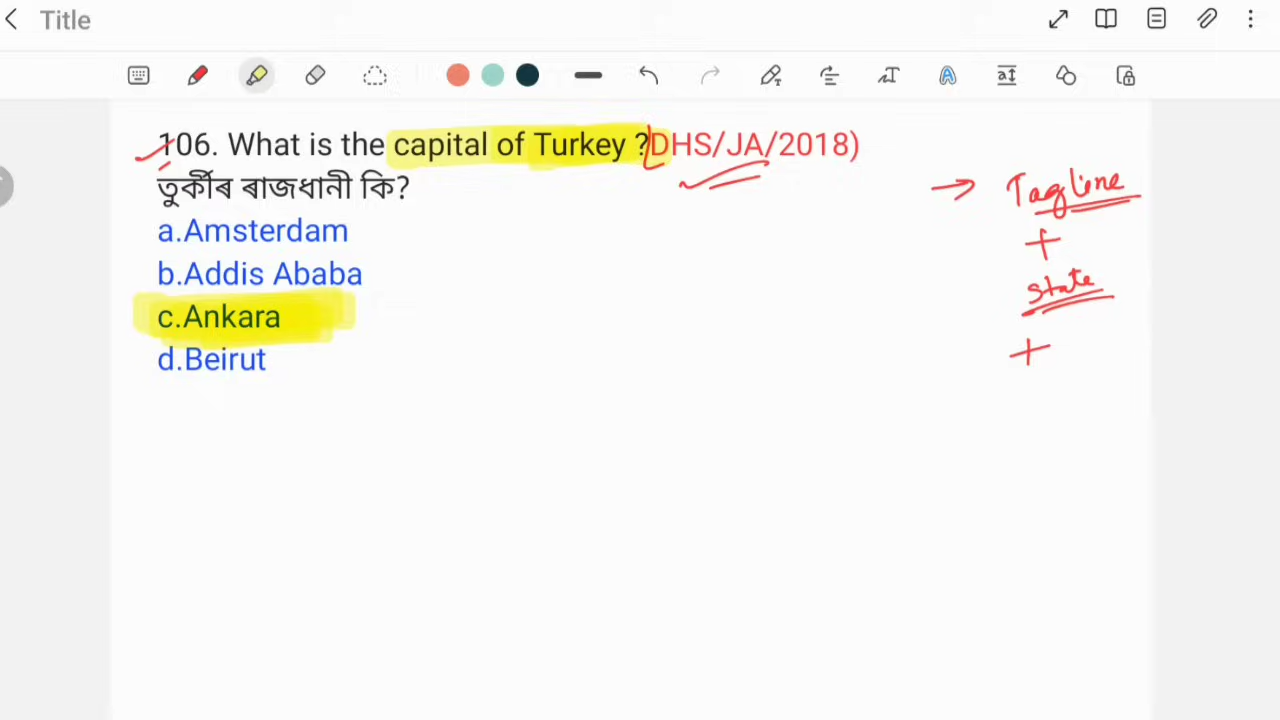 Title
106. What is the capital of Turkey ?(DHS/JA/2018)
তুৰ্কীৰ ৰাজধানী কি?
a.Amsterdam
b.Addis Ababa
c.Ankara
d.Beirut
→ Tagline
+
state
+